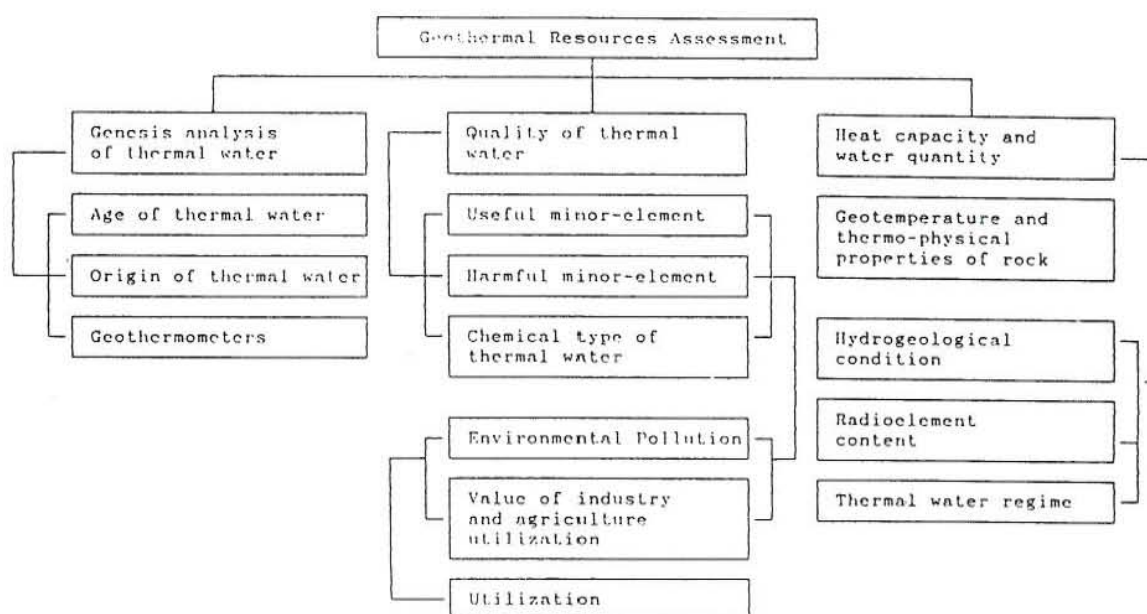 Geothermal Resources Assessment
Genesis analysis
of thermal water
Age of thermal water
Origin of thermal water
Geothermometers
Quality of thermal
water
Useful minor-element
Harmful minor-element
Chemical type of
thermal water
Environmental Pollution
Value of industry
and agriculture
utilization
Utilization
Heat capacity and
water quantity
Geotemperature and
thermo-physical
properties of rock
Hydrogeological
condition
Radioelement
content
Thermal water regime